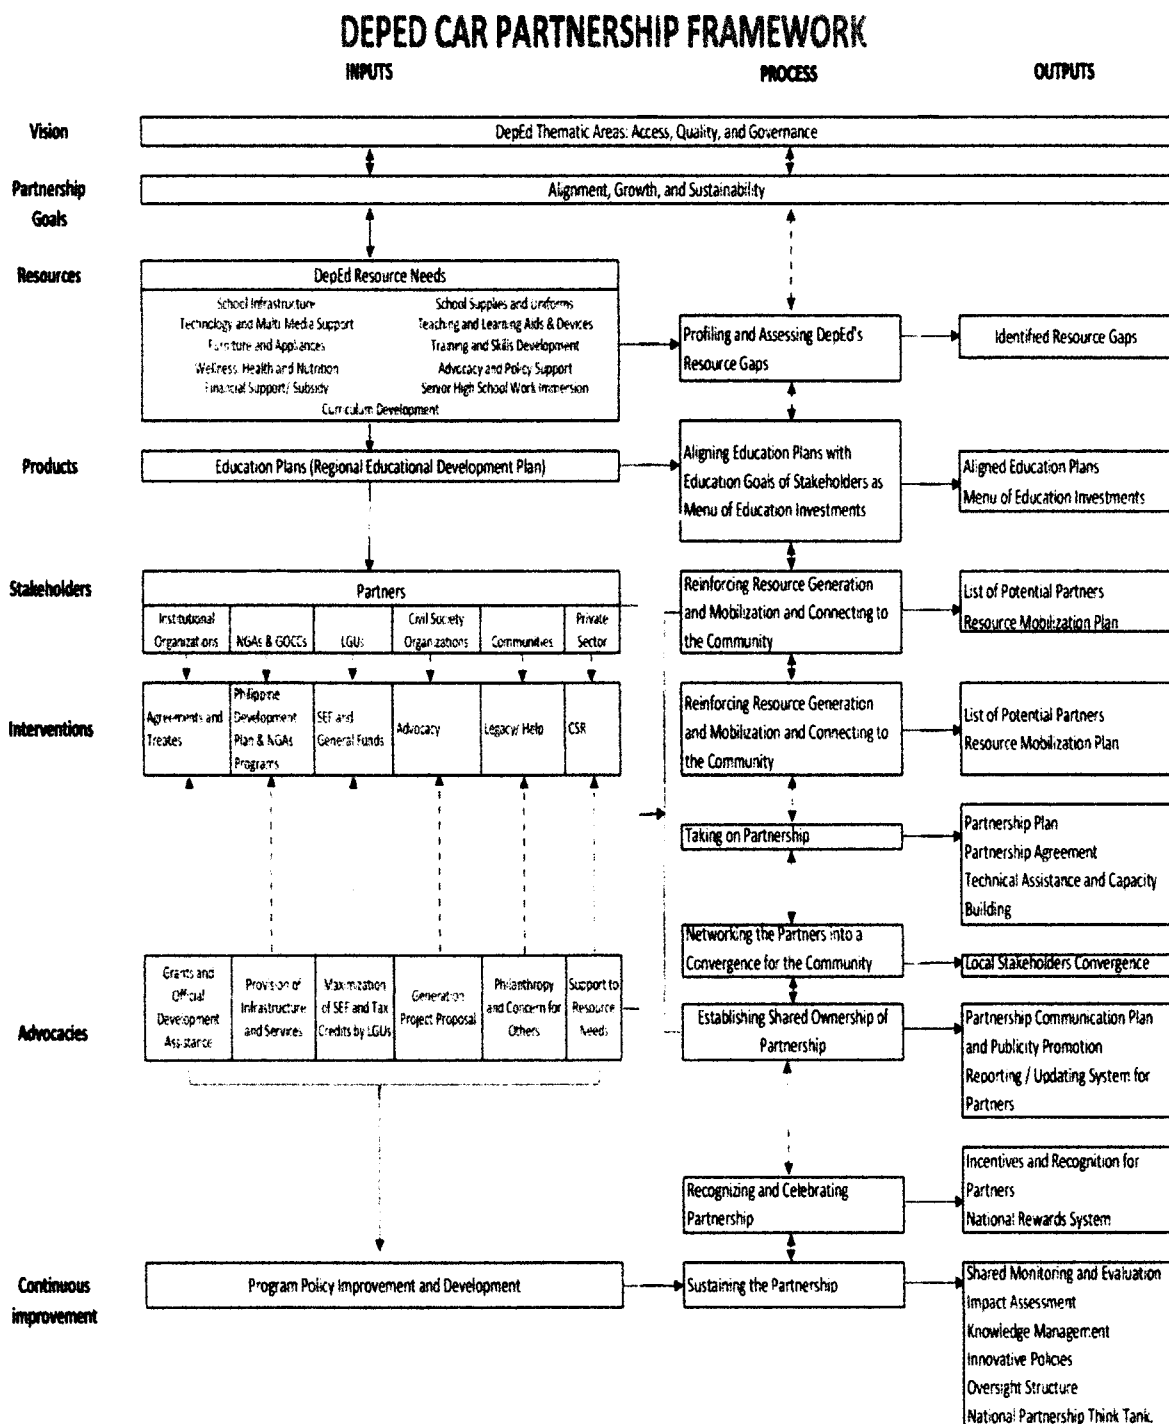 DEPED CAR PARTNERSHIP FRAMEWORK
INPUTS
PROCESS
OUTPUTS
Vision
DepEd Thematic Areas: Access, Quality, and Governance
Partnership
Goals
Alignment, Growth, and Sustainability
Resources
DepEd Resource Needs
School Infrastructure
School Supplies and Uniforms
Technology and Multi Media Support
Teaching and Learning Aids & Devices
Furniture and Appliances
Training and Skills Development
Wellness, Health and Nutrition
Advocacy and Policy Support
Financial Support/ Subsidy
Senior High School Work Immersion
Curriculum Development
Profiling and Assessing DepEd's
Resource Gaps
Identified Resource Gaps
Products
Education Plans (Regional Educational Development Plan)
Aligning Education Plans with
Education Goals of Stakeholders as
Menu of Education Investments
Aligned Education Plans
Menu of Education Investments
Stakeholders
Partners
Institutional
Organizations
NGAs & GOCCs
LGUs
Civil Society
Organizations
Communities
Private
Sector
Reinforcing Resource Generation
and Mobilization and Connecting to
the Community
List of Potential Partners
Resource Mobilization Plan
Interventions
Agreements and
Treates
Philippine
Development
Plan & NGAs
Programs
SEF and
General Funds
Advocacy
Legacy/ Help
CSR
Reinforcing Resource Generation
and Mobilization and Connecting to
the Community
List of Potential Partners
Resource Mobilization Plan
Taking on Partnership
Partnership Plan
Partnership Agreement
Technical Assistance and Capacity
Building
Networking the Partners into a
Convergence for the Community
Local Stakeholders Convergence
Advocacies
Grants and
Official
Development
Assistance
Provision of
Infrastructure
and Services
Maximization
of SEF and Tax
Credits by LGUs
Generation
Project Proposal
Philanthropy
and Concern for
Others
Support to
Resource
Needs
Establishing Shared Ownership of
Partnership
Partnership Communication Plan
and Publicity Promotion
Reporting / Updating System for
Partners
Recognizing and Celebrating
Partnership
Incentives and Recognition for
Partners
National Rewards System
Continuous
improvement
Program Policy Improvement and Development
Sustaining the Partnership
Shared Monitoring and Evaluation
Impact Assessment
Knowledge Management
Innovative Policies
Oversight Structure
National Partnership Think Tank